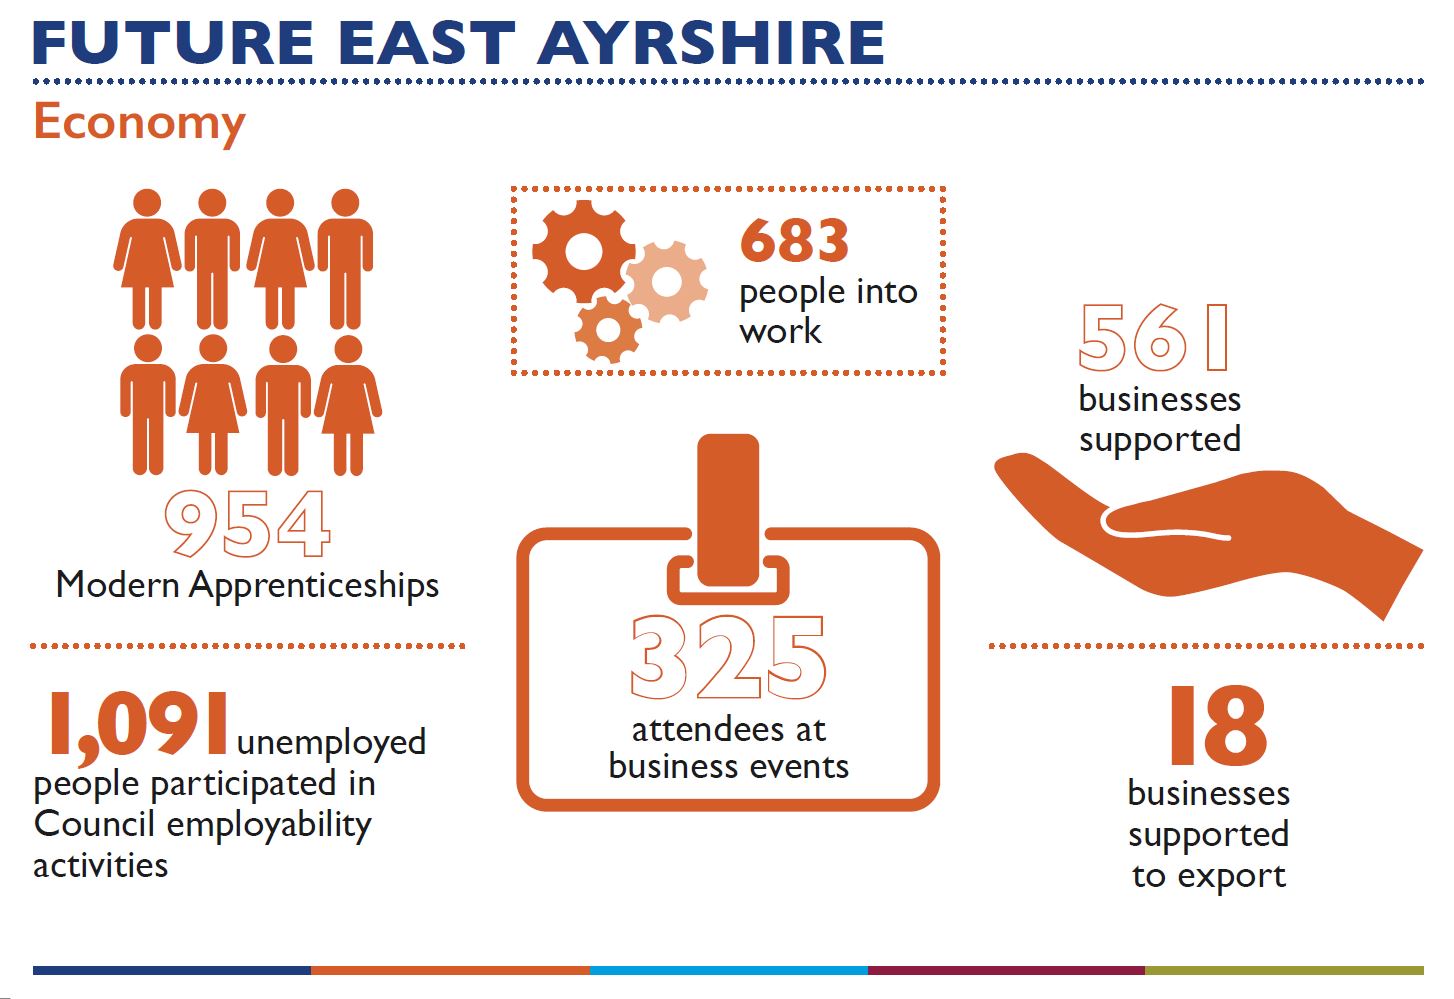 FUTURE EAST AYRSHIRE
Economy
954
Modern Apprenticeships
1,091 unemployed
people participated in
Council employability
activities
683
people into
work
325
attendees at
business events
561
businesses
supported
18
businesses
supported
to export